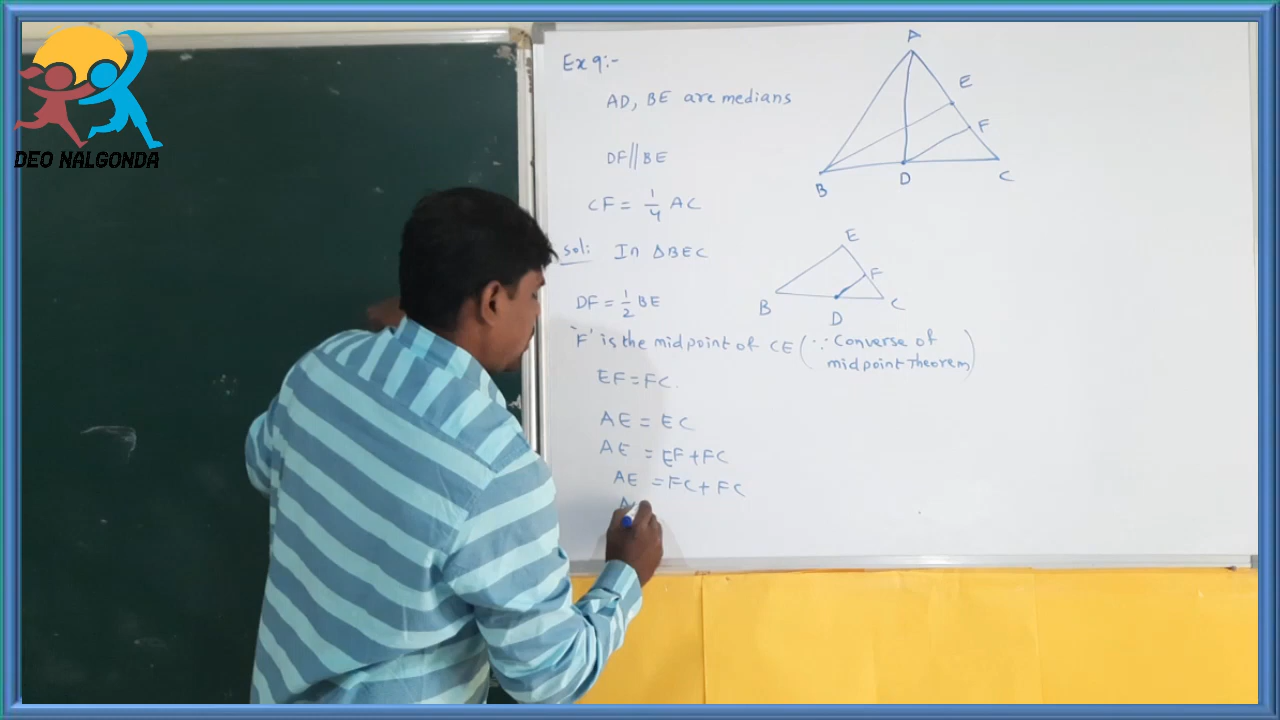 DEO NALGONDA
Ex 9:-
AD, BE are medians
DF∥BE
CF = 1/4 AC
Sol: In ΔBEC
DF = 1/2 BE
'F' is the midpoint of CE (∵ Converse of
midpoint Theorem)
EF = FC.
AE = EC
AE = EF + FC
AE = FC + FC
A
A
E
F
B
D
C
E
F
B
D
C